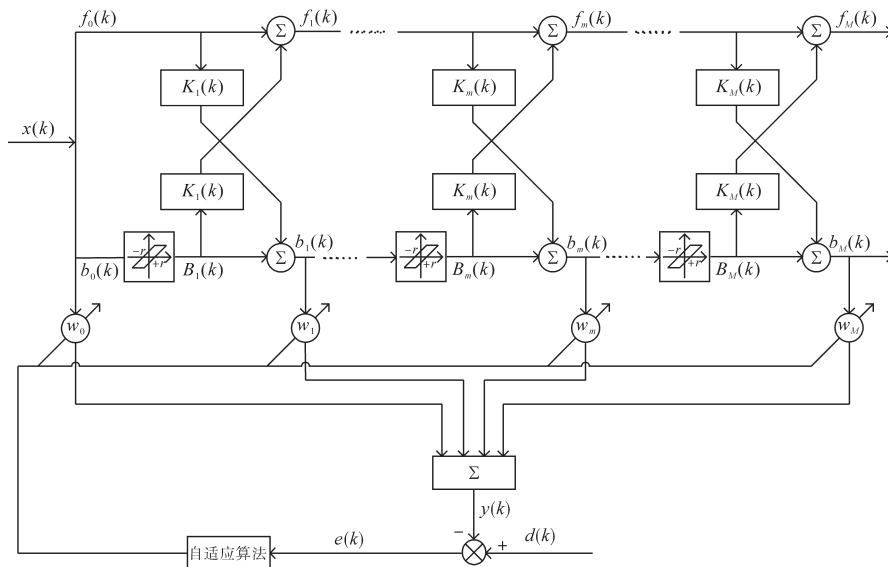 f₀(k) Σ f₁(k) ...... Σ fₘ(k) ...... Σ f_M(k)
K₁(k) Kₘ(k) K_M(k)
x(k)
K₁(k) Kₘ(k) K_M(k)
b₀(k) −r +r B₁(k) Σ b₁(k) ...... −r +r Bₘ(k) Σ bₘ(k) ...... −r +r B_M(k) Σ b_M(k)
w₀ w₁ wₘ w_M
Σ
y(k)
−
自适应算法 e(k) + d(k)